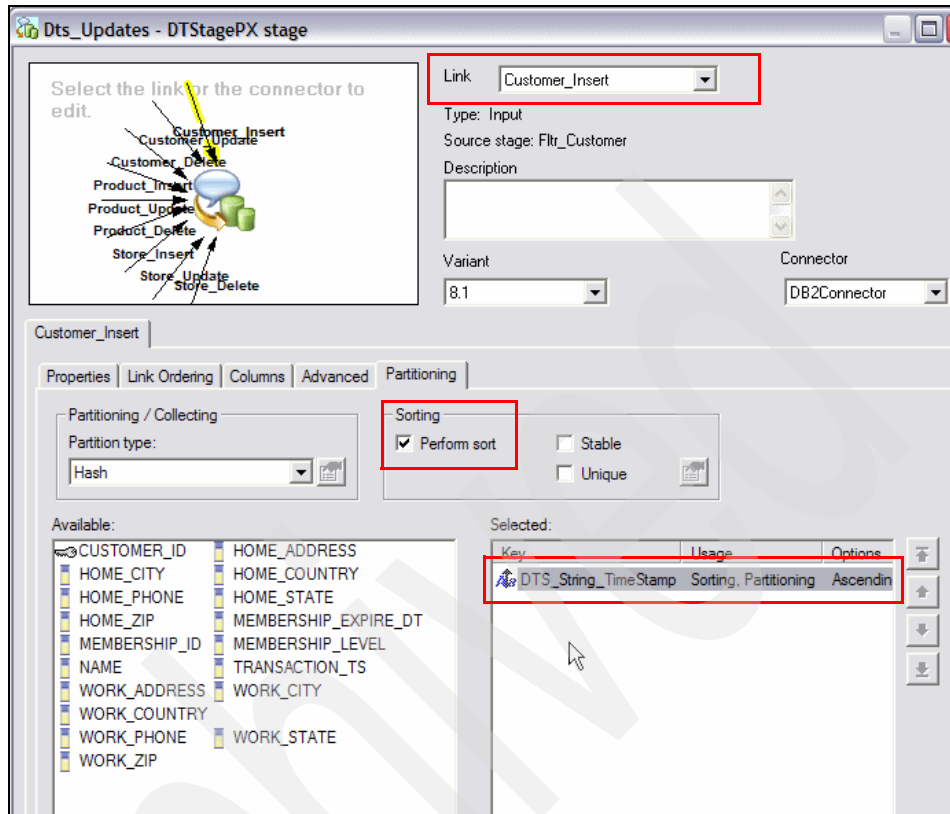 Dts_Updates - DTStagePX stage
Select the link or the connector to
edit.
Customer_Insert
Customer_Update
Customer_Delete
Product_Insert
Product_Update
Product_Delete
Store_Insert
Store_Update
Store_Delete
Link Customer_Insert
Type: Input
Source stage: Fltr_Customer
Description
Variant Connector
8.1 DB2Connector
Customer_Insert
Properties Link Ordering Columns Advanced Partitioning
Partitioning / Collecting Sorting
Partition type: Perform sort Stable
Hash Unique
Available: Selected:
CUSTOMER_ID HOME_ADDRESS Key Usage Options
HOME_CITY HOME_COUNTRY DTS_String_TimeStamp Sorting, Partitioning Ascendin
HOME_PHONE HOME_STATE
HOME_ZIP MEMBERSHIP_EXPIRE_DT
MEMBERSHIP_ID MEMBERSHIP_LEVEL
NAME TRANSACTION_TS
WORK_ADDRESS WORK_CITY
WORK_COUNTRY
WORK_PHONE WORK_STATE
WORK_ZIP